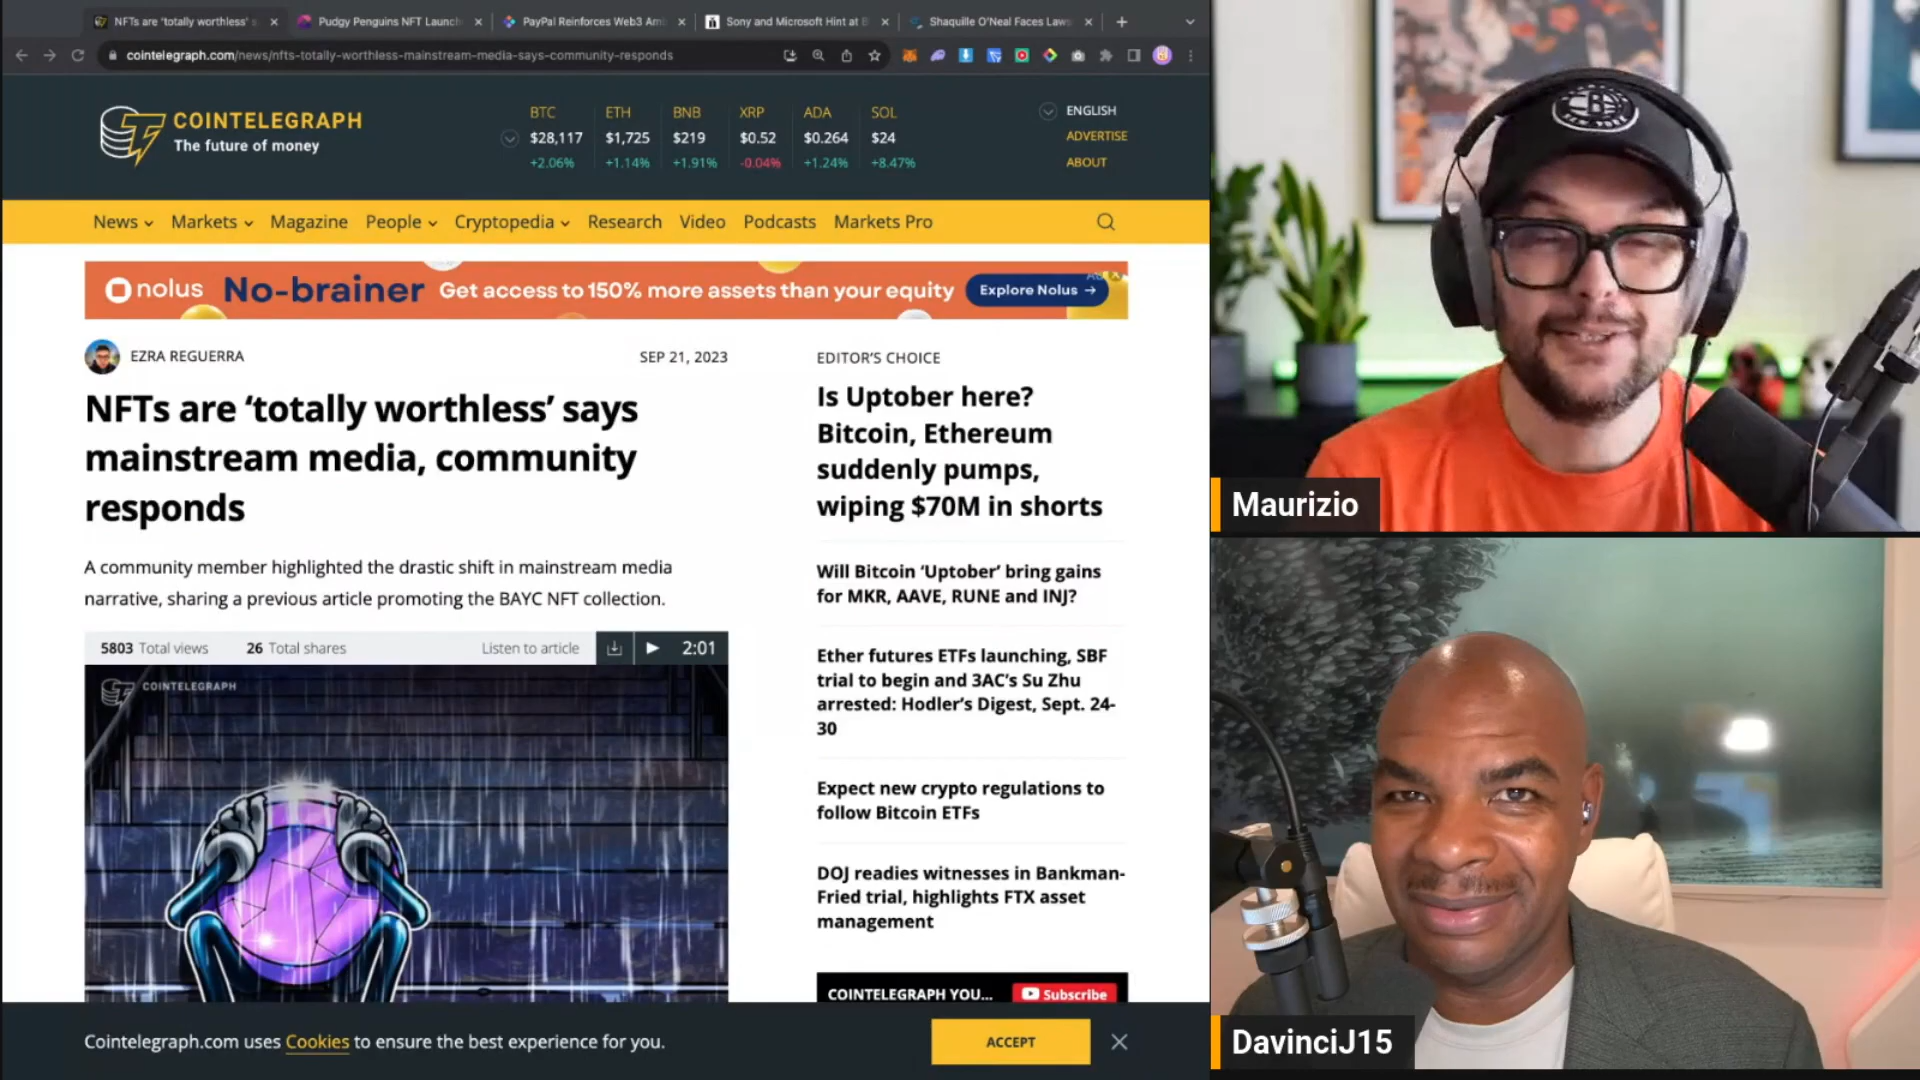 NFTs are 'totally worthless' s
Pudgy Penguins NFT Launch
PayPal Reinforces Web3 Am
Sony and Microsoft Hint at B
Shaquille O'Neal Faces Laws
cointelegraph.com/news/nfts-totally-worthless-mainstream-media-says-community-responds
COINTELEGRAPH
The future of money
BTC ETH BNB XRP ADA SOL
$28,117 $1,725 $219 $0.52 $0.264 $24
+2.06% +1.14% +1.91% -0.04% +1.24% +8.47%
ENGLISH
ADVERTISE
ABOUT
News Markets Magazine People Cryptopedia Research Video Podcasts Markets Pro
nolus No-brainer Get access to 150% more assets than your equity Explore Nolus →
EZRA REGUERRA
SEP 21, 2023
NFTs are ‘totally worthless’ says
mainstream media, community
responds
A community member highlighted the drastic shift in mainstream media
narrative, sharing a previous article promoting the BAYC NFT collection.
5803 Total views 26 Total shares Listen to article 2:01
COINTELEGRAPH
EDITOR’S CHOICE
Is Uptober here?
Bitcoin, Ethereum
suddenly pumps,
wiping $70M in shorts
Will Bitcoin ‘Uptober’ bring gains
for MKR, AAVE, RUNE and INJ?
Ether futures ETFs launching, SBF
trial to begin and 3AC’s Su Zhu
arrested: Hodler’s Digest, Sept. 24-
30
Expect new crypto regulations to
follow Bitcoin ETFs
DOJ readies witnesses in Bankman-
Fried trial, highlights FTX asset
management
COINTELEGRAPH YOU... Subscribe
Cointelegraph.com uses Cookies to ensure the best experience for you.
ACCEPT
B
Maurizio
DavinciJ15